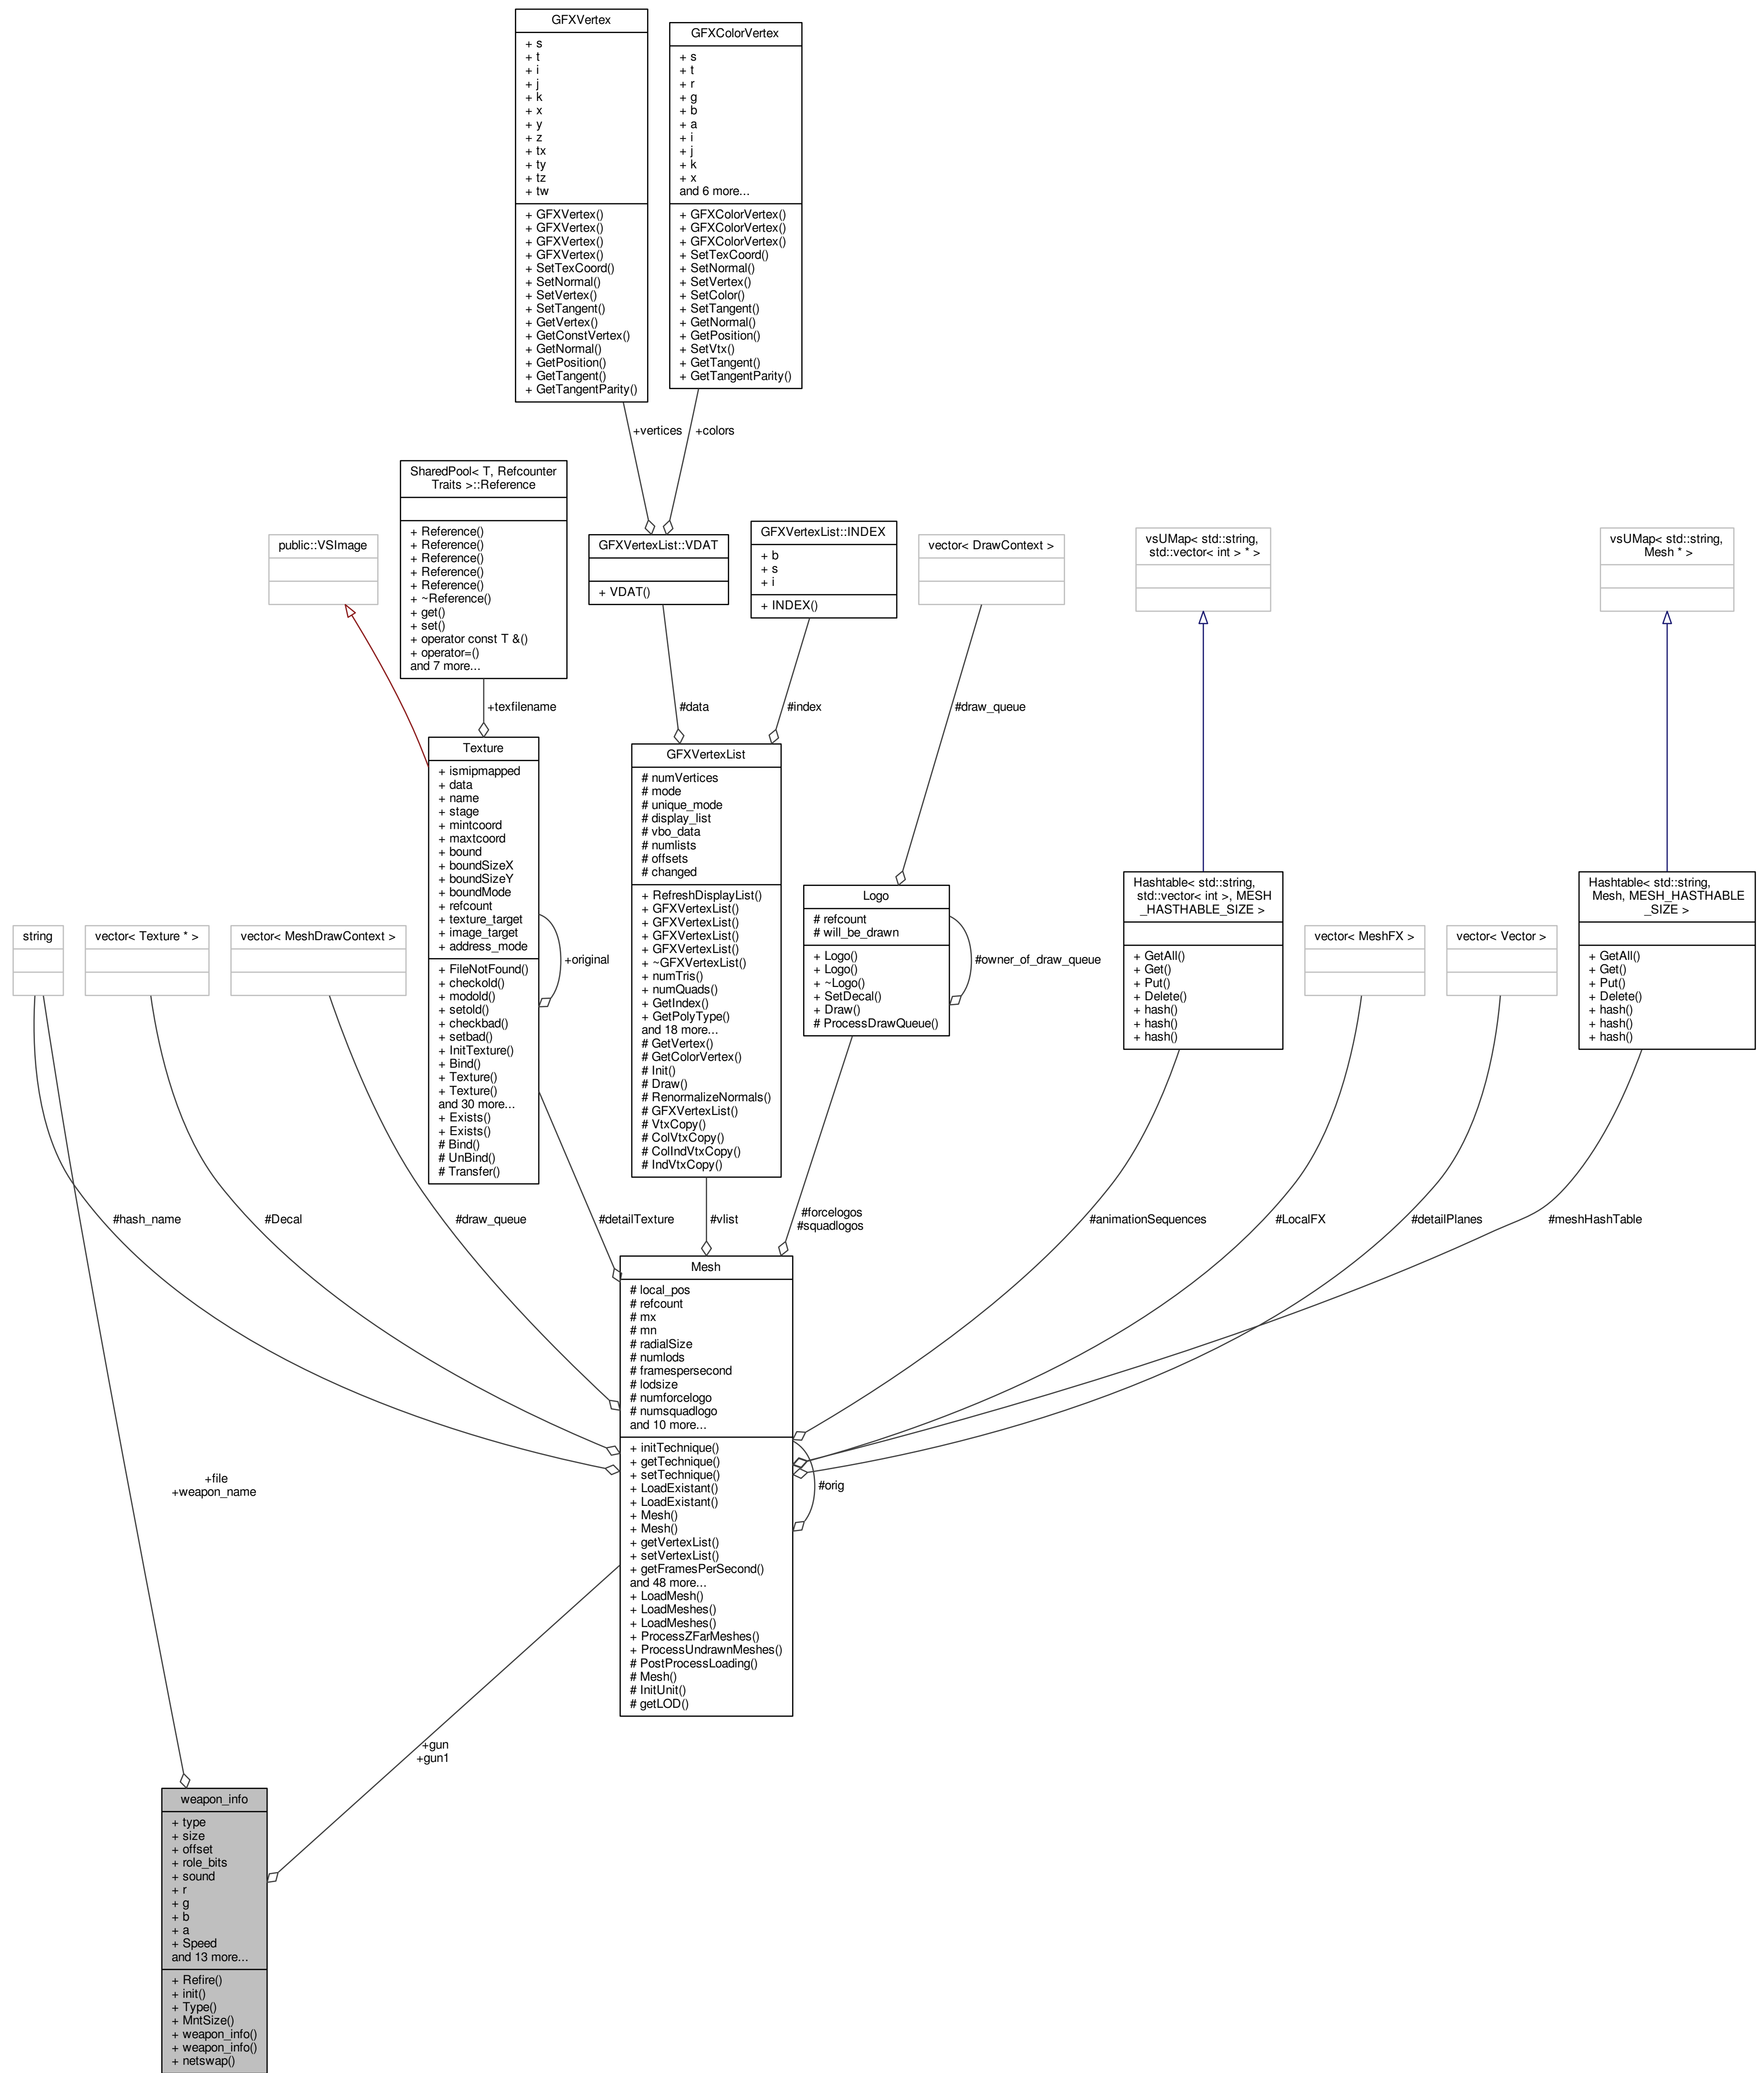 GFXVertex
+ s
+ t
+ i
+ j
+ k
+ x
+ y
+ z
+ tx
+ ty
+ tz
+ tw
+ GFXVertex()
+ GFXVertex()
+ GFXVertex()
+ GFXVertex()
+ SetTexCoord()
+ SetNormal()
+ SetVertex()
+ SetTangent()
+ GetVertex()
+ GetConstVertex()
+ GetNormal()
+ GetPosition()
+ GetTangent()
+ GetTangentParity()
GFXColorVertex
+ s
+ t
+ r
+ g
+ b
+ a
+ i
+ j
+ k
+ x
and 6 more...
+ GFXColorVertex()
+ GFXColorVertex()
+ GFXColorVertex()
+ SetTexCoord()
+ SetNormal()
+ SetVertex()
+ SetColor()
+ SetTangent()
+ GetNormal()
+ GetPosition()
+ SetVtx()
+ GetTangent()
+ GetTangentParity()
+vertices
+colors
SharedPool< T, Refcounter
Traits >::Reference
+ Reference()
+ Reference()
+ Reference()
+ Reference()
+ Reference()
+ ~Reference()
+ get()
+ set()
+ operator const T &()
+ operator=()
and 7 more...
public::VSImage
GFXVertexList::VDAT
+ VDAT()
GFXVertexList::INDEX
+ b
+ s
+ i
+ INDEX()
vector< DrawContext >
vsUMap< std::string,
std::vector< int > * >
vsUMap< std::string,
Mesh * >
+texfilename
#data
#index
#draw_queue
Texture
+ ismipmapped
+ data
+ name
+ stage
+ mintcoord
+ maxtcoord
+ bound
+ boundSizeX
+ boundSizeY
+ boundMode
+ refcount
+ texture_target
+ image_target
+ address_mode
+ FileNotFound()
+ checkold()
+ modold()
+ setold()
+ checkbad()
+ setbad()
+ InitTexture()
+ Bind()
+ Texture()
+ Texture()
and 30 more...
+ Exists()
+ Exists()
# Bind()
# UnBind()
# Transfer()
+original
GFXVertexList
# numVertices
# mode
# unique_mode
# display_list
# vbo_data
# numlists
# offsets
# changed
+ RefreshDisplayList()
+ GFXVertexList()
+ GFXVertexList()
+ GFXVertexList()
+ GFXVertexList()
+ ~GFXVertexList()
+ numTris()
+ numQuads()
+ GetIndex()
+ GetPolyType()
and 18 more...
# GetVertex()
# GetColorVertex()
# Init()
# Draw()
# RenormalizeNormals()
# GFXVertexList()
# VtxCopy()
# ColVtxCopy()
# ColIndVtxCopy()
# IndVtxCopy()
Logo
# refcount
# will_be_drawn
+ Logo()
+ Logo()
+ ~Logo()
+ SetDecal()
+ Draw()
# ProcessDrawQueue()
#owner_of_draw_queue
Hashtable< std::string,
std::vector< int >, MESH
_HASTHABLE_SIZE >
+ GetAll()
+ Get()
+ Put()
+ Delete()
+ hash()
+ hash()
+ hash()
vector< MeshFX >
vector< Vector >
Hashtable< std::string,
Mesh, MESH_HASTHABLE
_SIZE >
+ GetAll()
+ Get()
+ Put()
+ Delete()
+ hash()
+ hash()
+ hash()
string
vector< Texture * >
vector< MeshDrawContext >
#hash_name
#Decal
#draw_queue
#detailTexture
#vlist
#forcelogos
#squadlogos
#animationSequences
#LocalFX
#detailPlanes
#meshHashTable
Mesh
# local_pos
# refcount
# mx
# mn
# radialSize
# numlods
# framespersecond
# lodsize
# numforcelogo
# numsquadlogo
and 10 more...
+ initTechnique()
+ getTechnique()
+ setTechnique()
+ LoadExistant()
+ LoadExistant()
+ Mesh()
+ Mesh()
+ getVertexList()
+ setVertexList()
+ getFramesPerSecond()
and 48 more...
+ LoadMesh()
+ LoadMeshes()
+ LoadMeshes()
+ ProcessZFarMeshes()
+ ProcessUndrawnMeshes()
# PostProcessLoading()
# Mesh()
# InitUnit()
# getLOD()
#orig
+file
+weapon_name
+gun
+gun1
weapon_info
+ type
+ size
+ offset
+ role_bits
+ sound
+ r
+ g
+ b
+ a
+ Speed
and 13 more...
+ Refire()
+ init()
+ Type()
+ MntSize()
+ weapon_info()
+ weapon_info()
+ netswap()